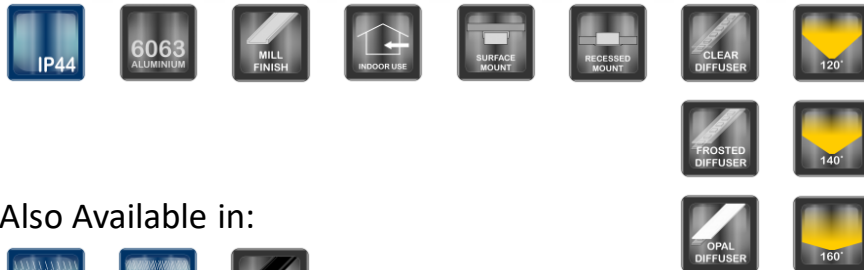 IP44
6063
ALUMINIUM
MILL
FINISH
INDOOR USE
SURFACE
MOUNT
RECESSED
MOUNT
CLEAR
DIFFUSER
120°
FROSTED
DIFFUSER
140°
OPAL
DIFFUSER
160°
Also Available in: